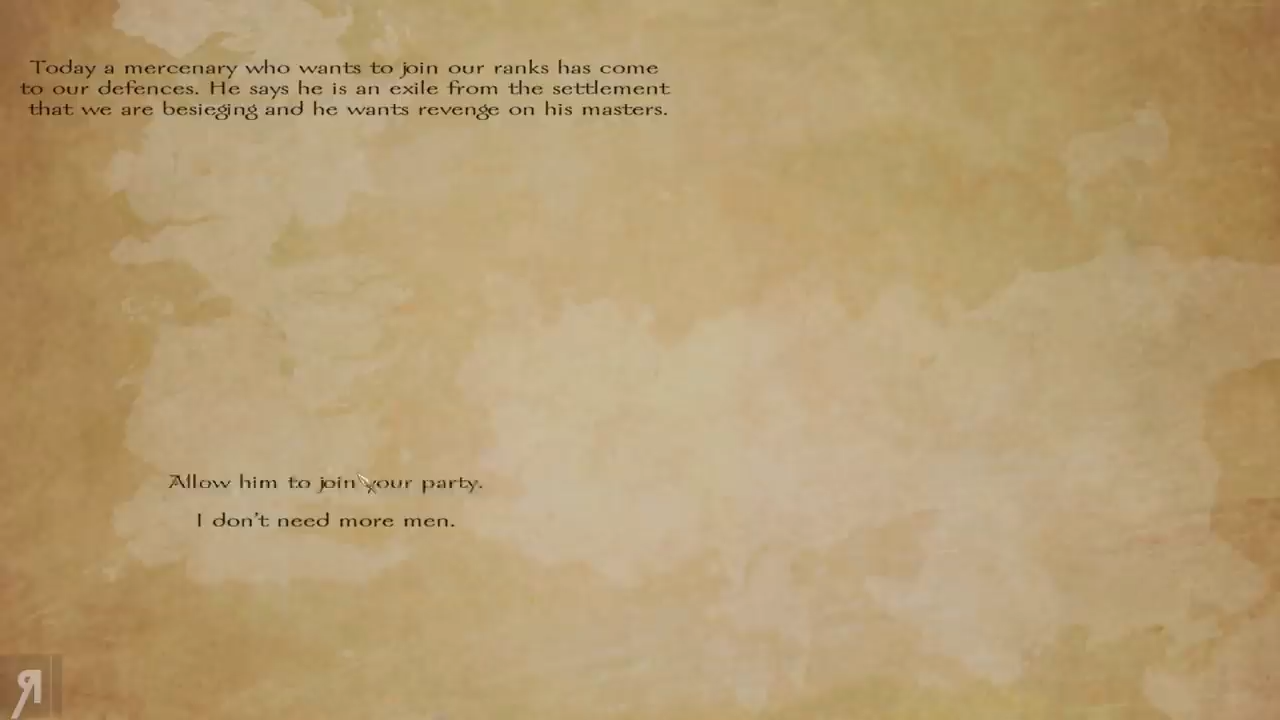 Today a mercenary who wants to join our ranks has come
to our defences. He says he is an exile from the settlement
that we are besieging and he wants revenge on his masters.
Allow him to join your party.
I don't need more men.